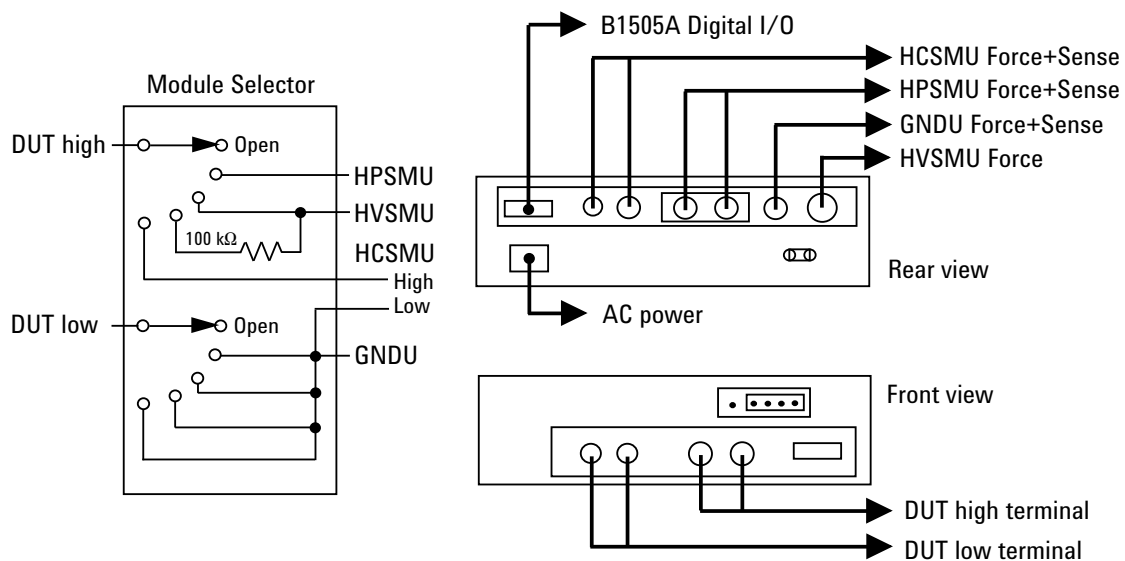 Module Selector
DUT high
Open
HPSMU
HVSMU
100 kΩ
HCSMU
High
Low
DUT low
Open
GNDU
B1505A Digital I/O
HCSMU Force+Sense
HPSMU Force+Sense
GNDU Force+Sense
HVSMU Force
Rear view
AC power
Front view
DUT high terminal
DUT low terminal